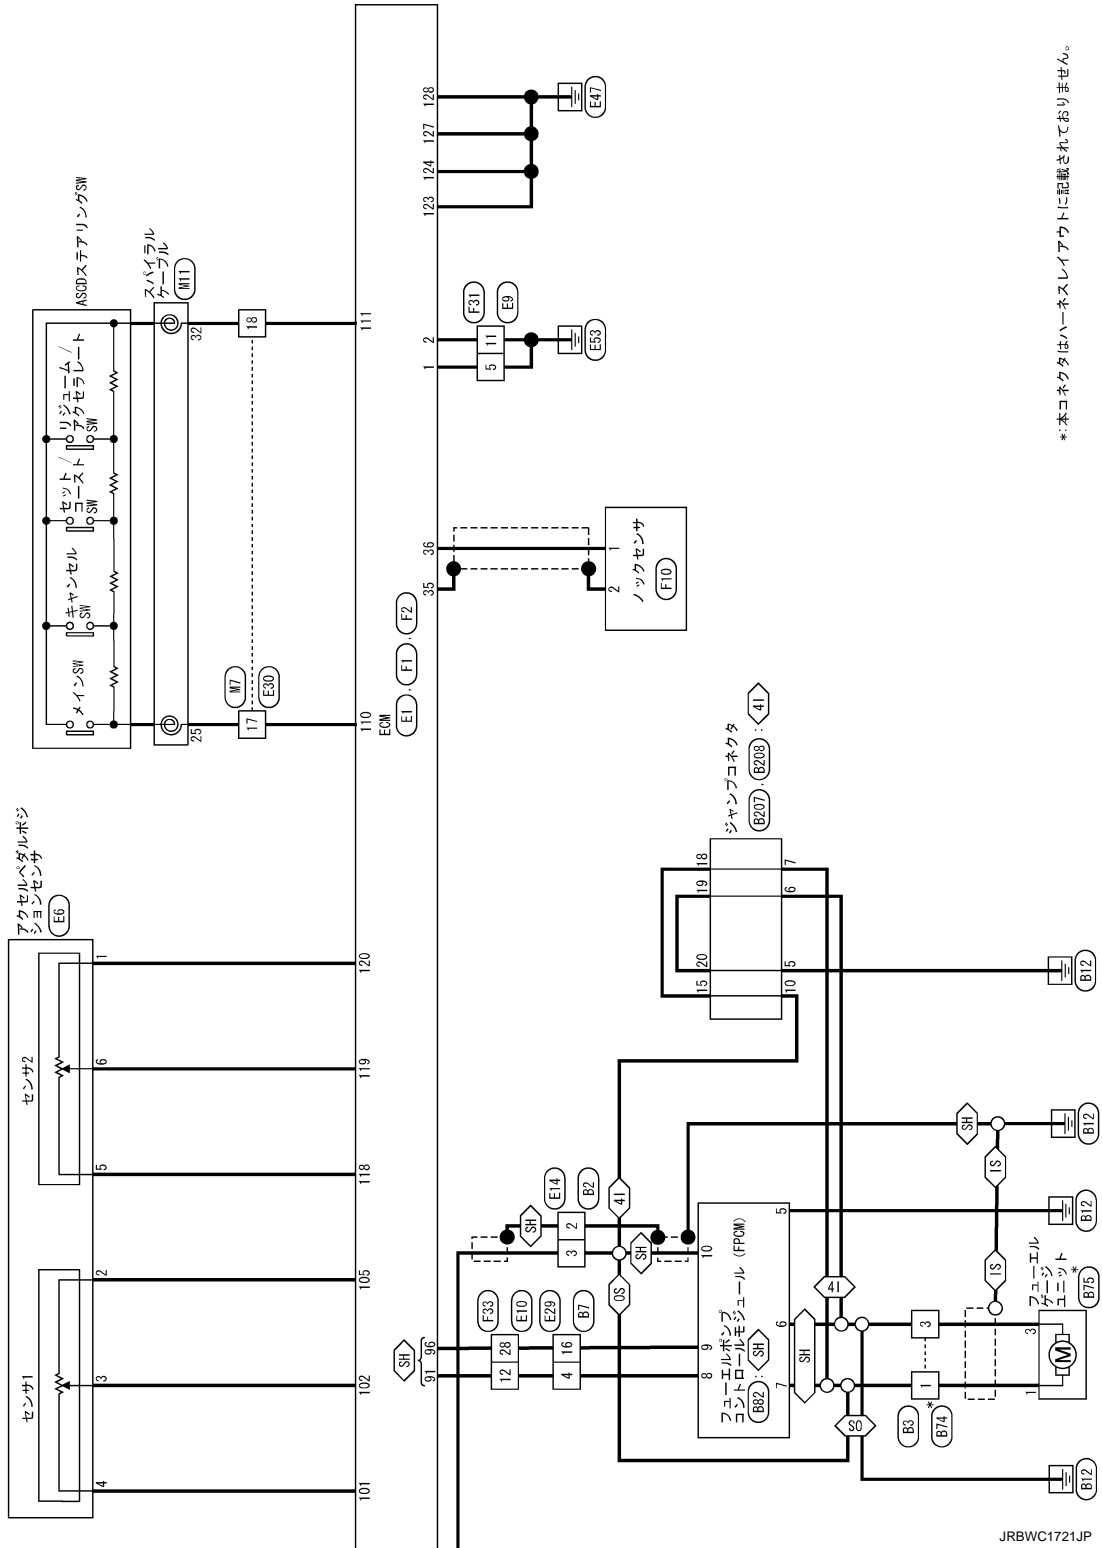 アクセルペダルポジ
ションセンサ
E6
センサ1
4
3
2
センサ2
5
6
1
101
102
105
118
119
120
ASCDステアリングSW
メインSW
キャンセル
SW
セット/
コースト
SW
リジューム/
アクセラレート
SW
スパイラル
ケーブル
M11
25
32
17
18
M7
E30
110
111
ECM
E1 , F1 , F2
35
36
2
1
ノックセンサ
F10
1
2
5
11
F31
E9
E53
123
124
127
128
E47
SH
91
96
12
28
F33
E10
4
16
E29
B7
8
9
SH
3
2
E14
B2
OS
4I
SH
10
フューエルポンプ
コントロールモジュール (FPCM)
B82 : SH
7
6
5
SH
4I
SO
1
3
B3
B74
*
1
3
M
フューエル
ゲージ
ユニット
*
B75
IS
IS
SH
B12
B12
B12
B12
ジャンプコネクタ
B207 , B208 : 4I
15
20
19
18
10
5
6
7
*:本コネクタはハーネスレイアウトに記載されておりません。
JRBWC1721JP